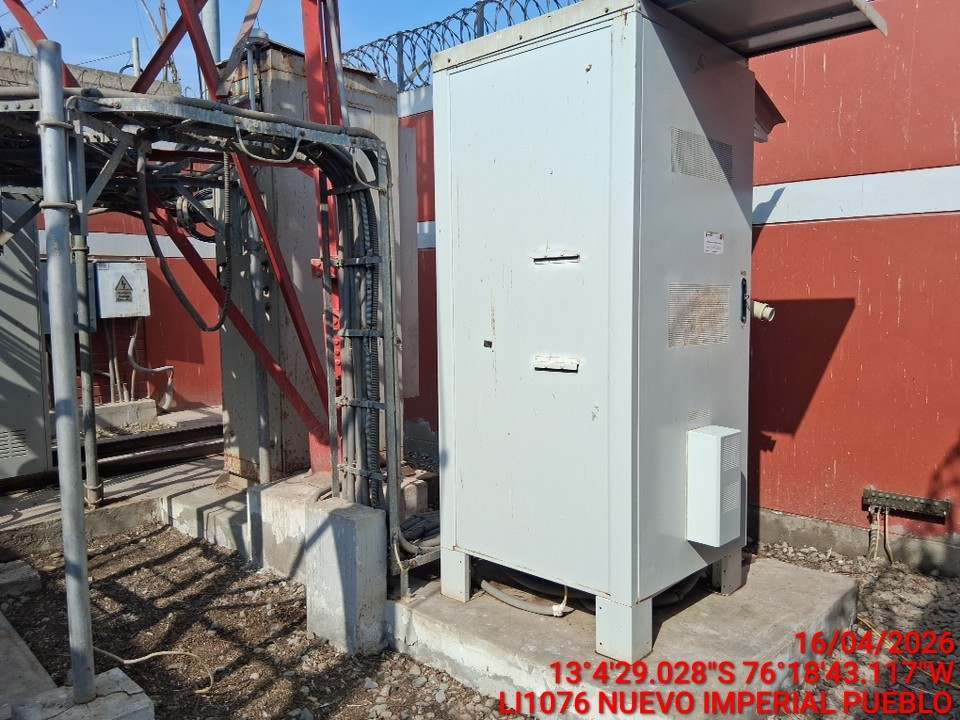 16/04/2026
13°4'29.028"S 76°18'43.117"W
LI1076 NUEVO IMPERIAL PUEBLO